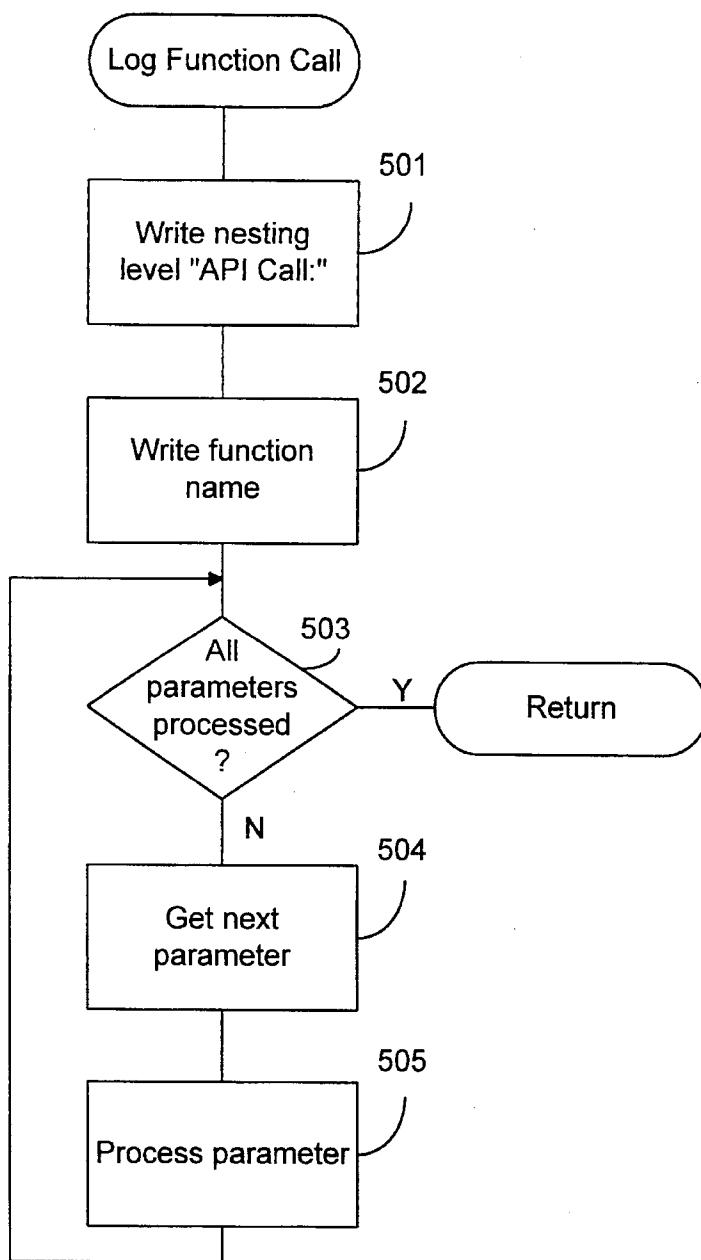 Log Function Call
501
Write nesting
level "API Call:"
502
Write function
name
503
All
parameters
processed
?
Y
Return
N
504
Get next
parameter
505
Process parameter